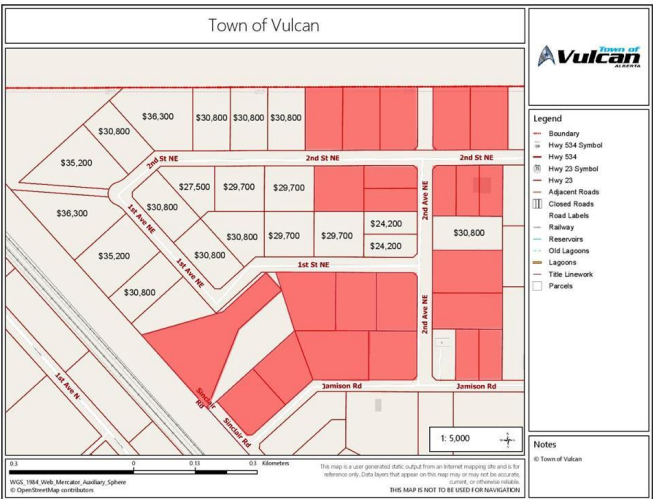 Town of Vulcan
Town of
Vulcan
ALBERTA
$36,300
$30,800
$30,800
$30,800
$30,800
$35,200
2nd St NE
2nd St NE
2nd St NE
$27,500
$29,700
$29,700
$36,300
$30,800
1st Ave NE
2nd Ave NE
$24,200
$30,800
$29,700
$29,700
$24,200
$30,800
$35,200
$30,800
1st Ave NE
1st St NE
$30,800
2nd Ave NE
1st Ave N
Sinclair Rd
Sinclair Rd
Jamison Rd
Jamison Rd
Legend
Boundary
Hwy 534 Symbol
Hwy 534
Hwy 23 Symbol
Hwy 23
Adjacent Roads
Closed Roads
Road Labels
Railway
Reservoirs
Old Lagoons
Lagoons
Title Linework
Parcels
1: 5,000
0.3
0
0.13
0.3 Kilometers
WGS_1984_Web_Mercator_Auxiliary_Sphere
© OpenStreetMap contributors
This map is a user generated static output from an Internet mapping site and is for
reference only. Data layers that appear on this map may or may not be accurate,
current, or otherwise reliable.
THIS MAP IS NOT TO BE USED FOR NAVIGATION
Notes
© Town of Vulcan